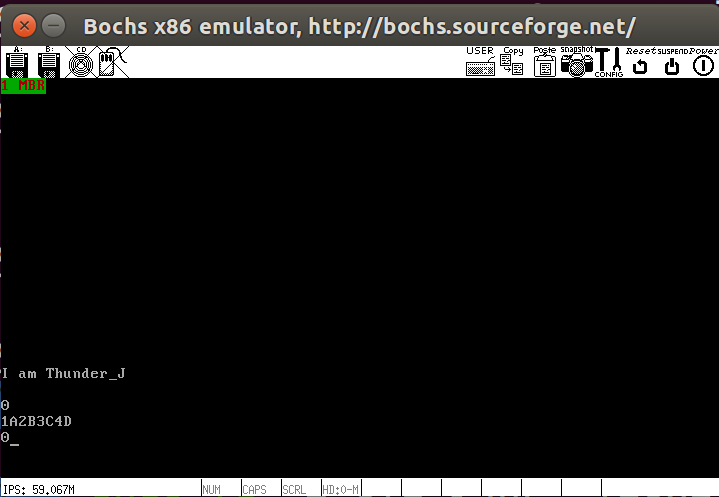 Bochs x86 emulator, http://bochs.sourceforge.net/
A: B: CD USER Copy Paste snapshot CONFIG Reset SUSPEND Power
1 MBR
I am Thunder_J
0
1A2B3C4D
0_
IPS: 59.067M NUM CAPS SCRL HD:0-M